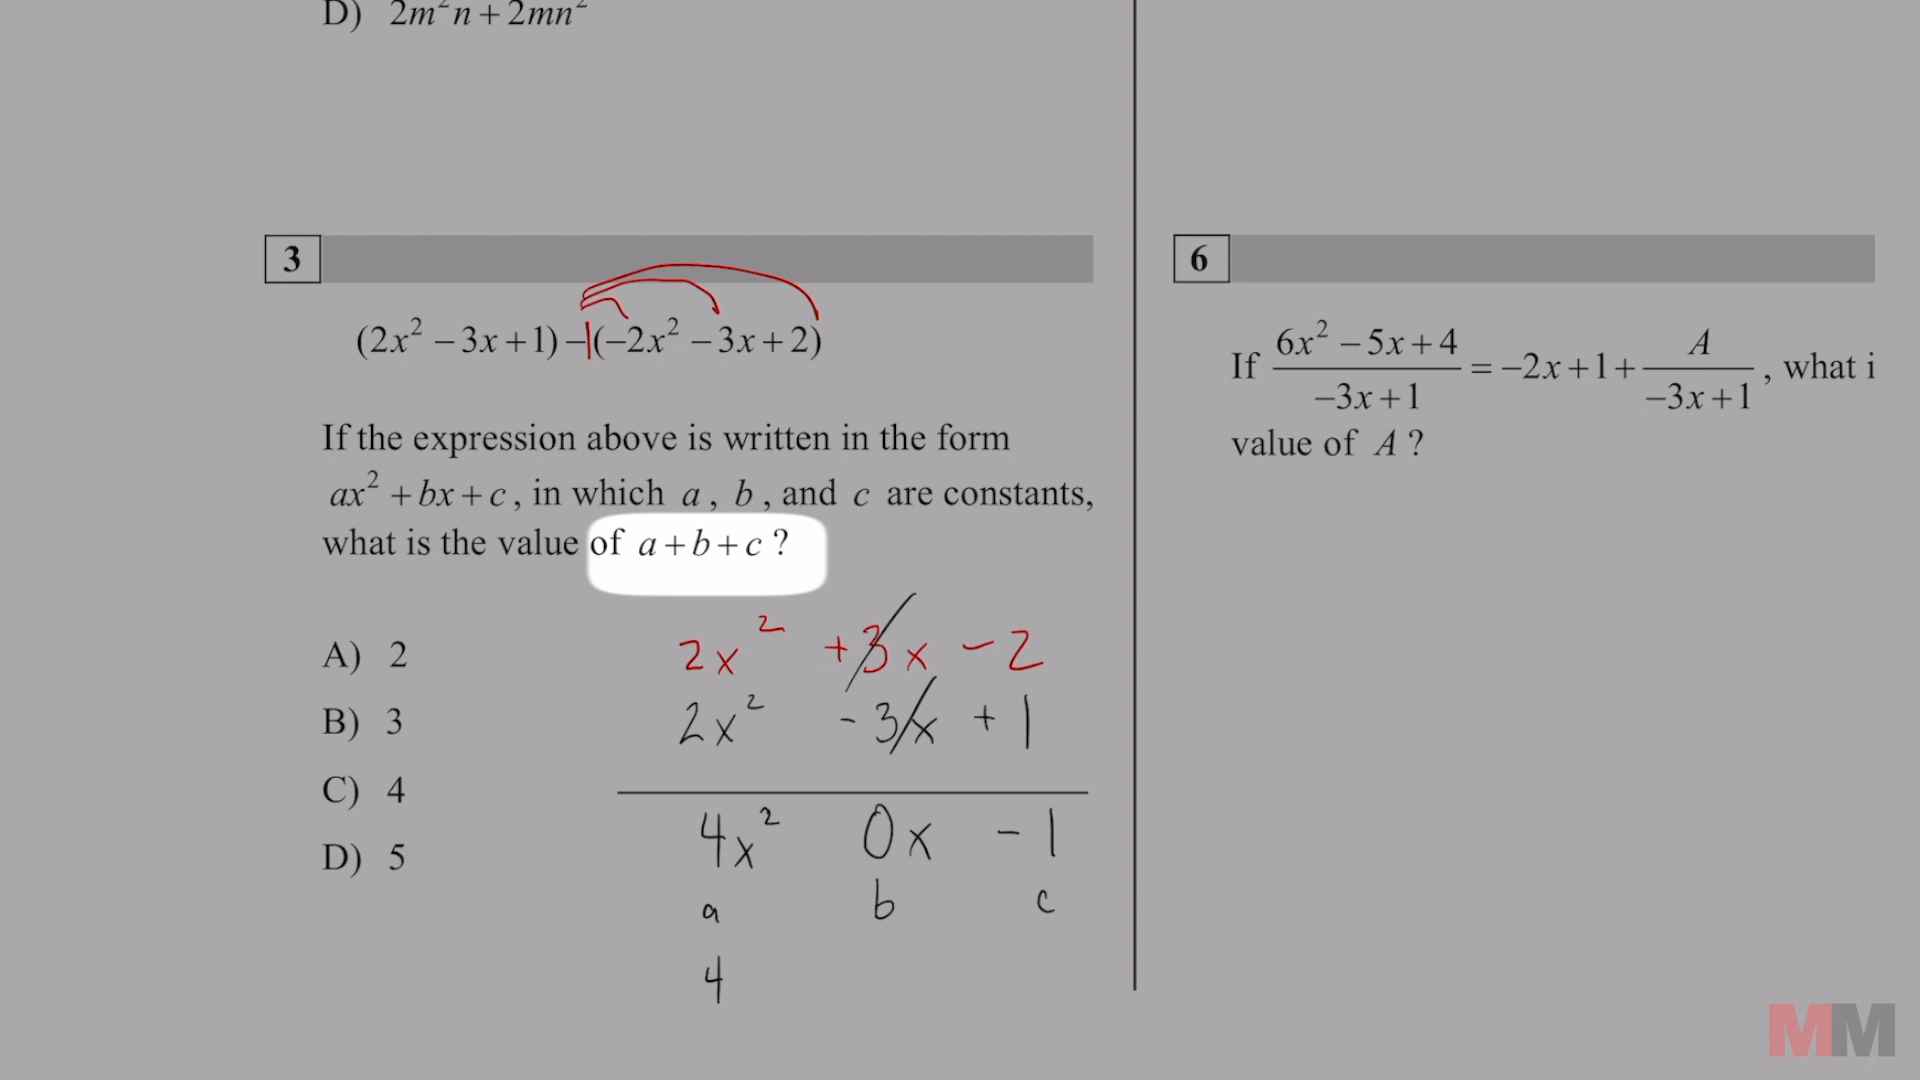 D) 2m²n + 2mn²
3
(2x² − 3x + 1) −1(−2x² − 3x + 2)
If the expression above is written in the form
ax² + bx + c, in which a, b, and c are constants,
what is the value of a + b + c?
A) 2
B) 3
C) 4
D) 5
2x² +3x −2
2x² - 3x + 1
4x² 0x - 1
a b c
4
6
If (6x² − 5x + 4)/(−3x + 1) = −2x + 1 + A/(−3x + 1), what i
value of A?
MM